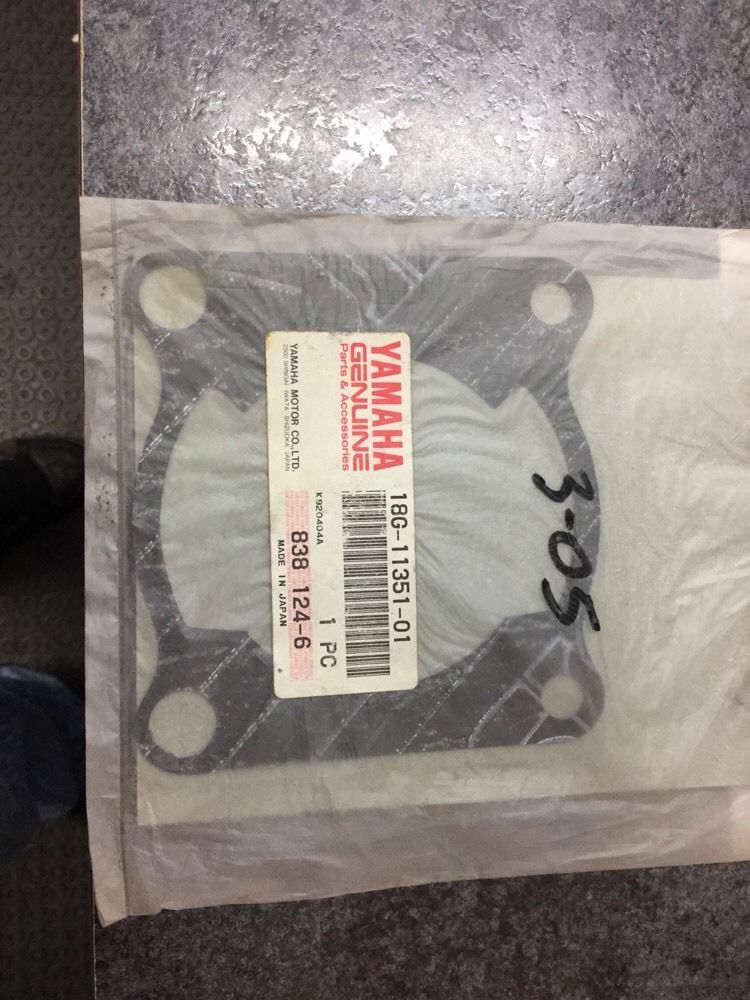 YAMAHA
GENUINE
Parts & Accessories
18G-11351-01
1 PC
K920404A
838 124-6
YAMAHA MOTOR CO., LTD.
2500 SHINGAI IWATA SHIZUOKA JAPAN
MADE IN JAPAN
3-05